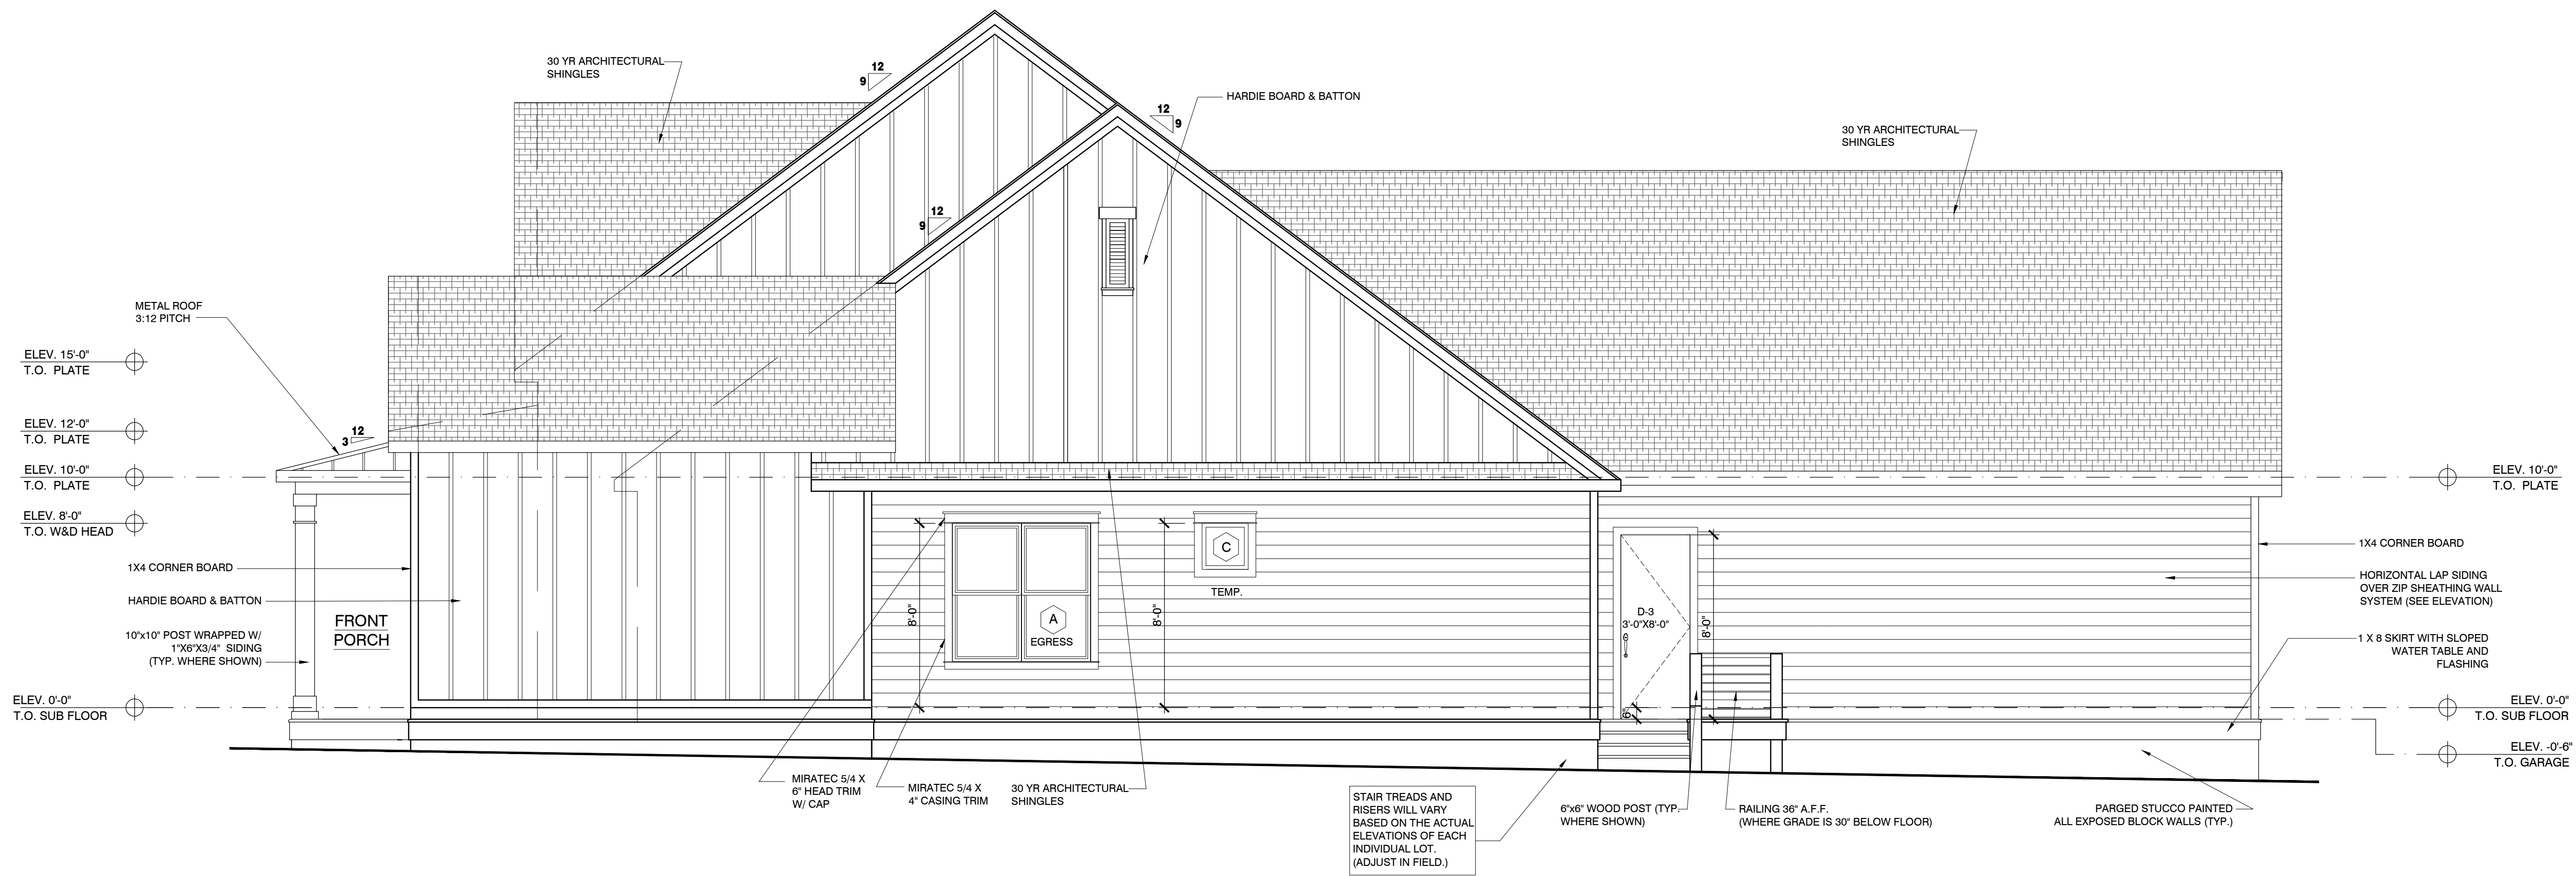 30 YR ARCHITECTURAL
SHINGLES
12
9
HARDIE BOARD & BATTON
12
9
30 YR ARCHITECTURAL
SHINGLES
12
9
METAL ROOF
3:12 PITCH
ELEV. 15'-0"
T.O. PLATE
ELEV. 12'-0"
T.O. PLATE
12
3
ELEV. 10'-0"
T.O. PLATE
ELEV. 10'-0"
T.O. PLATE
ELEV. 8'-0"
T.O. W&D HEAD
1X4 CORNER BOARD
HARDIE BOARD & BATTON
10"x10" POST WRAPPED W/
1"X6"X3/4" SIDING
(TYP. WHERE SHOWN)
FRONT
PORCH
8'-0"
A
EGRESS
8'-0"
C
TEMP.
D-3
3'-0"X8'-0"
8'-0"
6"
1X4 CORNER BOARD
HORIZONTAL LAP SIDING
OVER ZIP SHEATHING WALL
SYSTEM (SEE ELEVATION)
1 X 8 SKIRT WITH SLOPED
WATER TABLE AND
FLASHING
ELEV. 0'-0"
T.O. SUB FLOOR
ELEV. 0'-0"
T.O. SUB FLOOR
ELEV. -0'-6"
T.O. GARAGE
MIRATEC 5/4 X
6" HEAD TRIM
W/ CAP
MIRATEC 5/4 X
4" CASING TRIM
30 YR ARCHITECTURAL
SHINGLES
STAIR TREADS AND
RISERS WILL VARY
BASED ON THE ACTUAL
ELEVATIONS OF EACH
INDIVIDUAL LOT.
(ADJUST IN FIELD.)
6"x6" WOOD POST (TYP.
WHERE SHOWN)
RAILING 36" A.F.F.
(WHERE GRADE IS 30" BELOW FLOOR)
PARGED STUCCO PAINTED
ALL EXPOSED BLOCK WALLS (TYP.)